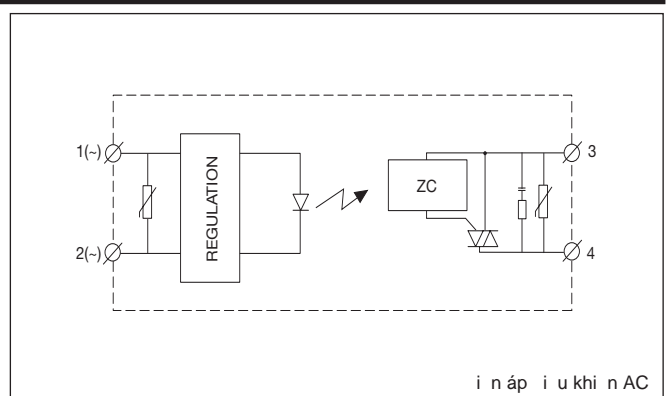 1(~)
2(~)
REGULATION
ZC
3
4
i n áp i u khi n AC